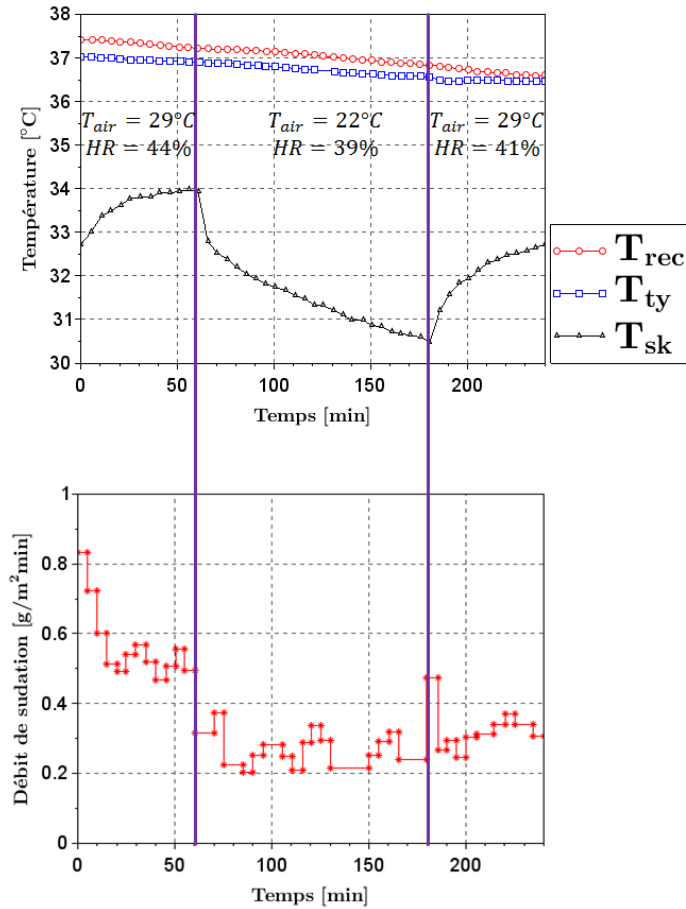 38
37
36
35
34
33
32
31
30
Température [°C]
T_air = 29°C
HR = 44%
T_air = 22°C
HR = 39%
T_air = 29°C
HR = 41%
0 50 100 150 200
Temps [min]
T_rec
T_ty
T_sk
1
0.8
0.6
0.4
0.2
0
Débit de sudation [g/m²min]
0 50 100 150 200
Temps [min]